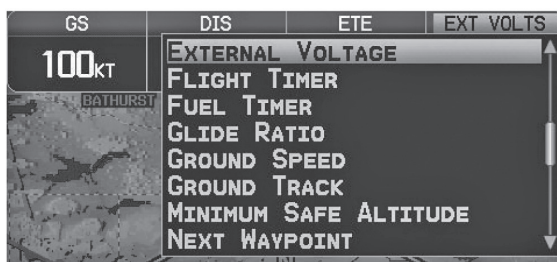 GS DIS ETE EXT VOLTS
100KT
BATHURST
EXTERNAL VOLTAGE
FLIGHT TIMER
FUEL TIMER
GLIDE RATIO
GROUND SPEED
GROUND TRACK
MINIMUM SAFE ALTITUDE
NEXT WAYPOINT